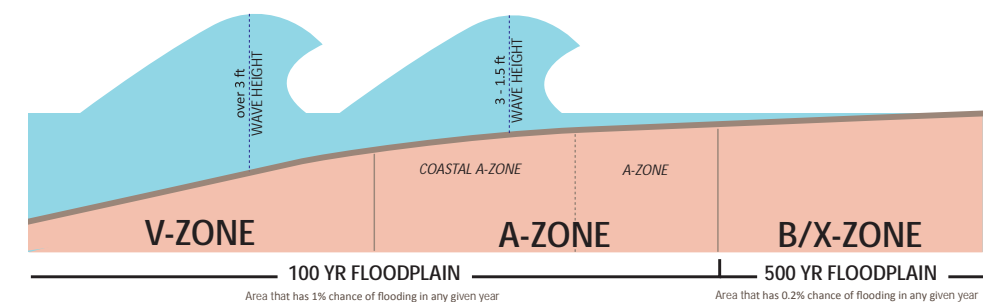 over 3 ft
WAVE HEIGHT
3 - 1.5 ft
WAVE HEIGHT
COASTAL A-ZONE
A-ZONE
V-ZONE
A-ZONE
B/X-ZONE
100 YR FLOODPLAIN
500 YR FLOODPLAIN
Area that has 1% chance of flooding in any given year
Area that has 0.2% chance of flooding in any given year